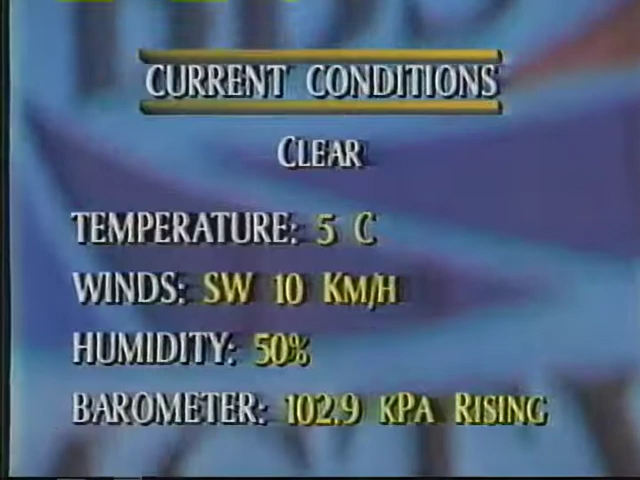 CURRENT CONDITIONS
CLEAR
TEMPERATURE: 5 C
WINDS: SW 10 KM/H
HUMIDITY: 50%
BAROMETER: 102.9 KPA RISING